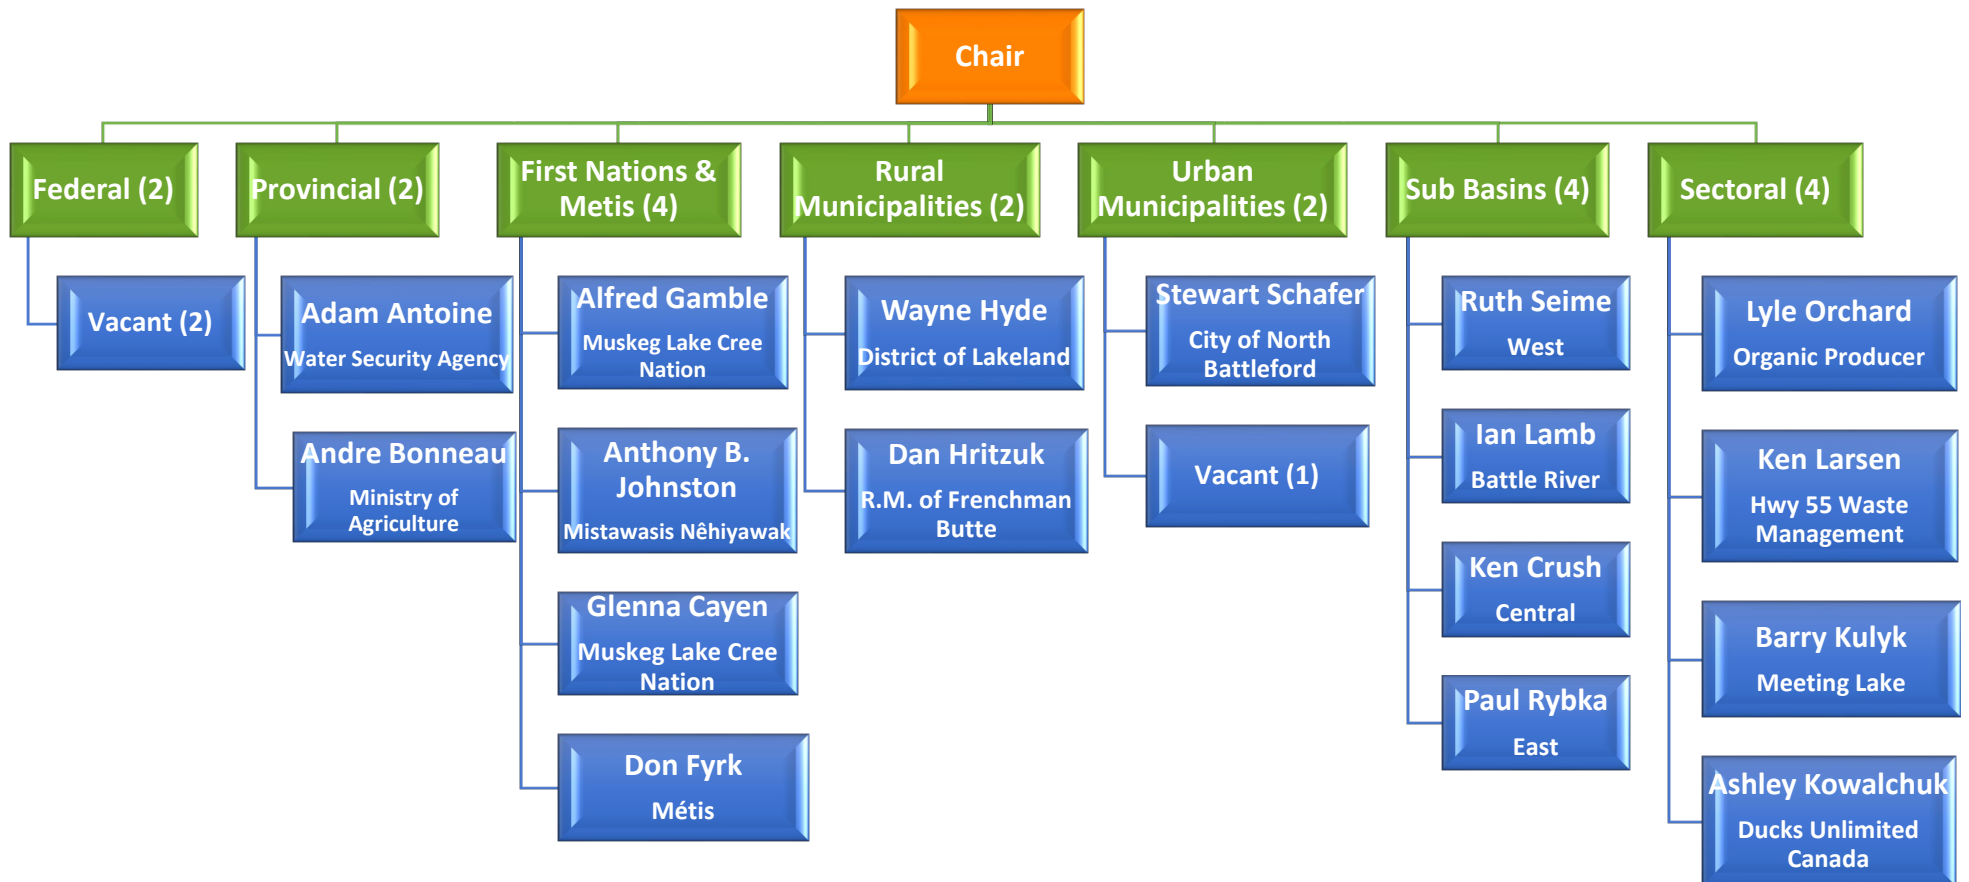 Chair
Federal (2)
Vacant (2)
Provincial (2)
Adam Antoine
Water Security Agency
Andre Bonneau
Ministry of
Agriculture
First Nations &
Metis (4)
Alfred Gamble
Muskeg Lake Cree
Nation
Anthony B.
Johnston
Mistawasis Nêhiyawak
Glenna Cayen
Muskeg Lake Cree
Nation
Don Fyrk
Métis
Rural
Municipalities (2)
Wayne Hyde
District of Lakeland
Dan Hritzuk
R.M. of Frenchman
Butte
Urban
Municipalities (2)
Stewart Schafer
City of North
Battleford
Vacant (1)
Sub Basins (4)
Ruth Seime
West
Ian Lamb
Battle River
Ken Crush
Central
Paul Rybka
East
Sectoral (4)
Lyle Orchard
Organic Producer
Ken Larsen
Hwy 55 Waste
Management
Barry Kulyk
Meeting Lake
Ashley Kowalchuk
Ducks Unlimited
Canada